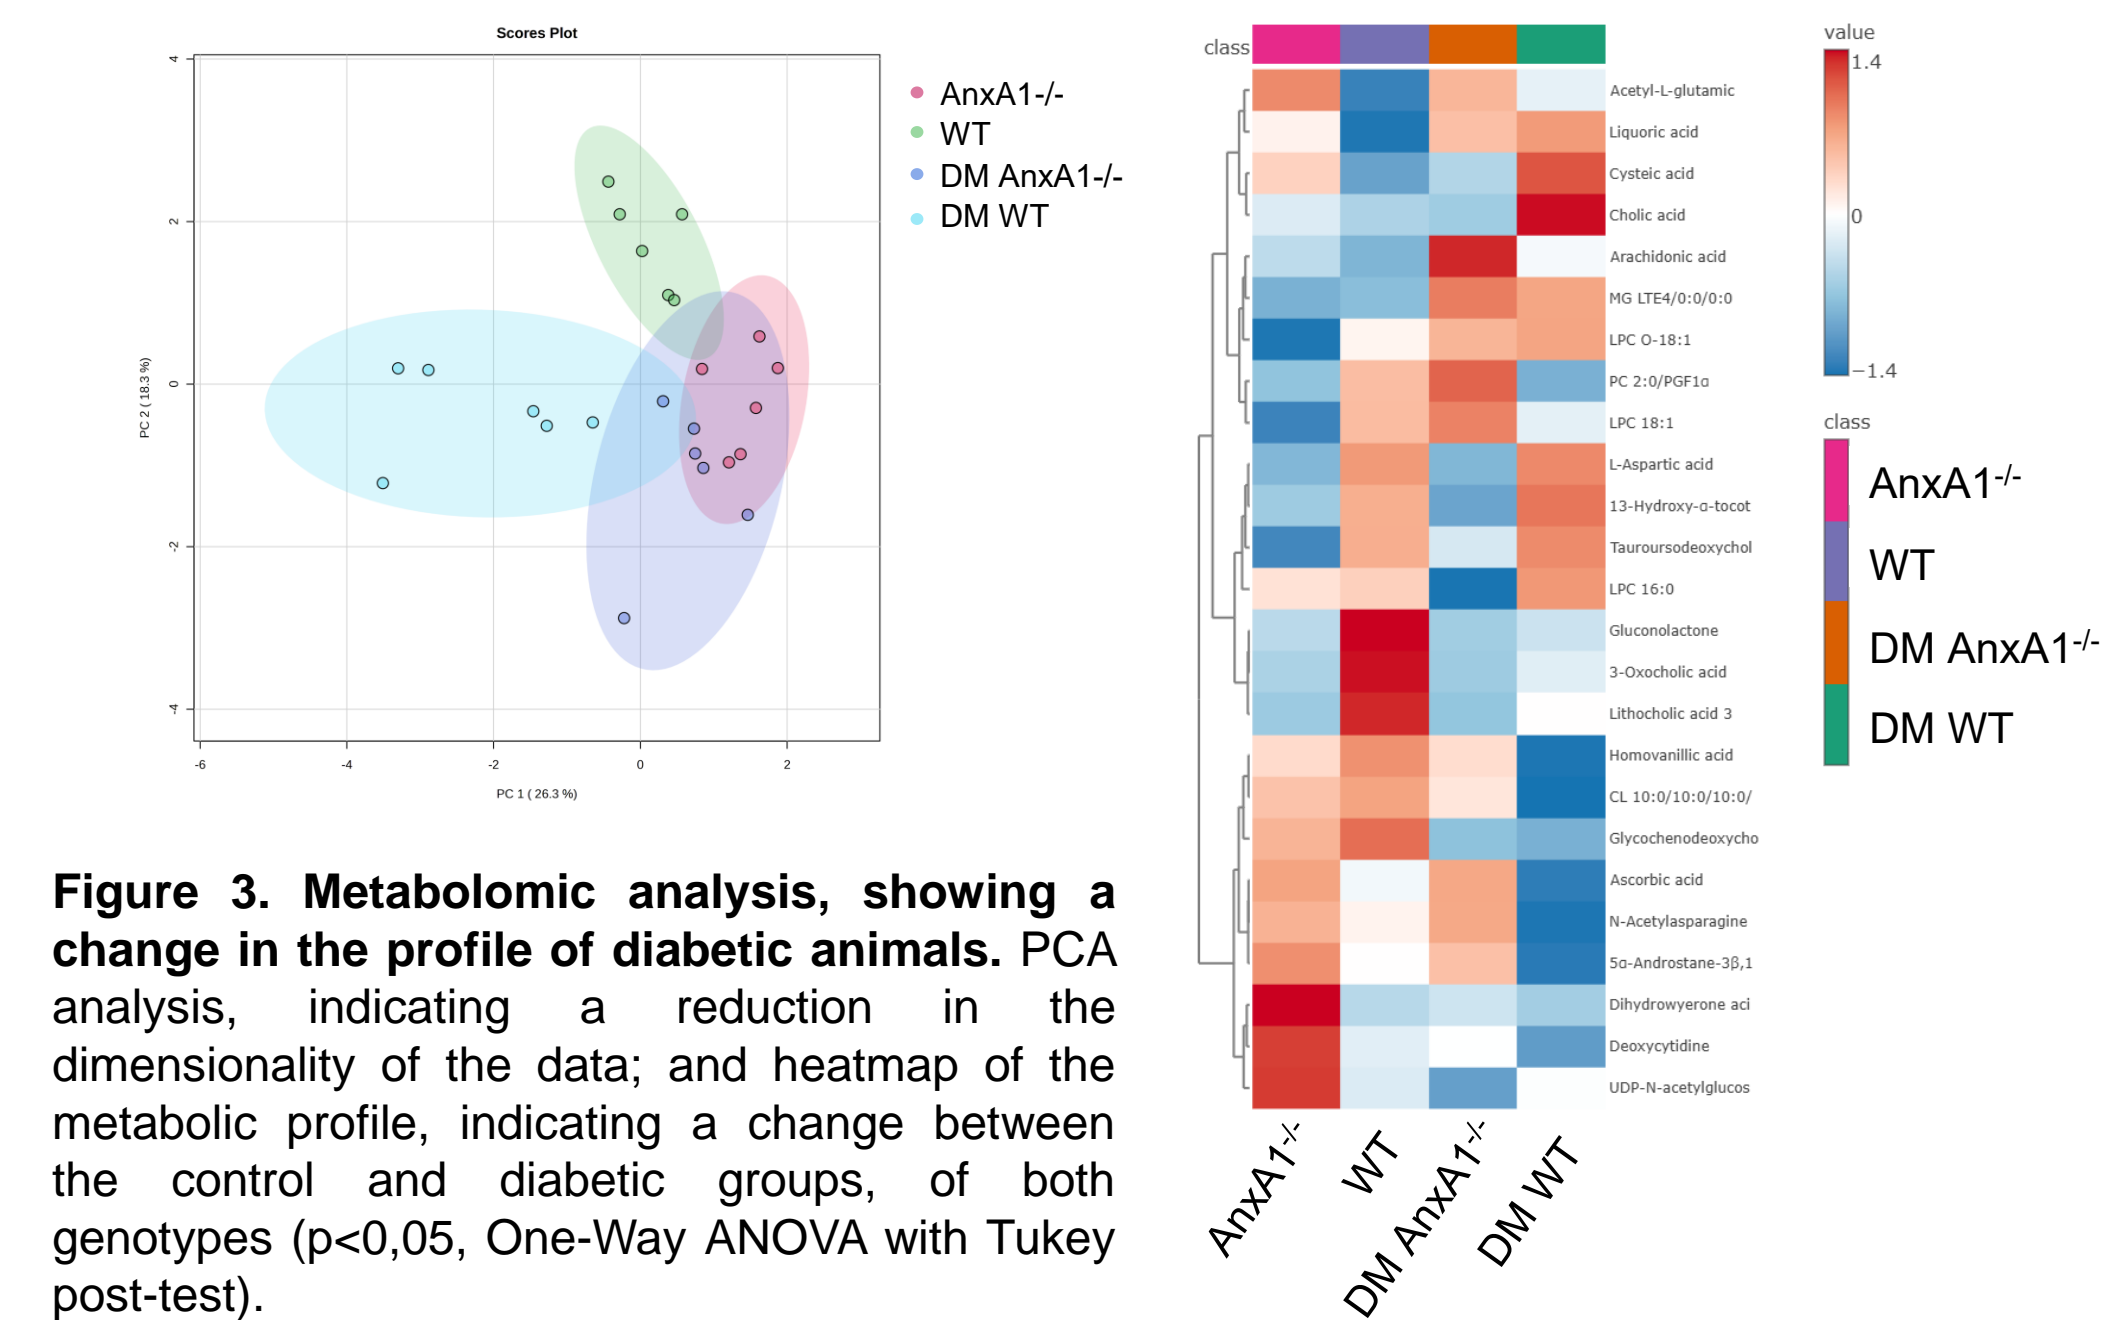 Scores Plot
4
2
0
-2
-4
PC 2 ( 18.3 %)
-6
-4
-2
0
2
PC 1 ( 26.3 %)
AnxA1-/-
WT
DM AnxA1-/-
DM WT
Figure 3. Metabolomic analysis, showing a
change in the profile of diabetic animals. PCA
analysis, indicating a reduction in the
dimensionality of the data; and heatmap of the
metabolic profile, indicating a change between
the control and diabetic groups, of both
genotypes (p<0,05, One-Way ANOVA with Tukey
post-test).
class
Acetyl-L-glutamic
Liquoric acid
Cysteic acid
Cholic acid
Arachidonic acid
MG LTE4/0:0/0:0
LPC O-18:1
PC 2:0/PGF1α
LPC 18:1
L-Aspartic acid
13-Hydroxy-α-tocot
Tauroursodeoxychol
LPC 16:0
Gluconolactone
3-Oxocholic acid
Lithocholic acid 3
Homovanillic acid
CL 10:0/10:0/10:0/
Glycochenodeoxycho
Ascorbic acid
N-Acetylasparagine
5α-Androstane-3β,1
Dihydrowyerone aci
Deoxycytidine
UDP-N-acetylglucos
AnxA1-/-
WT
DM AnxA1-/-
DM WT
value
1.4
0
−1.4
class
AnxA1-/-
WT
DM AnxA1-/-
DM WT